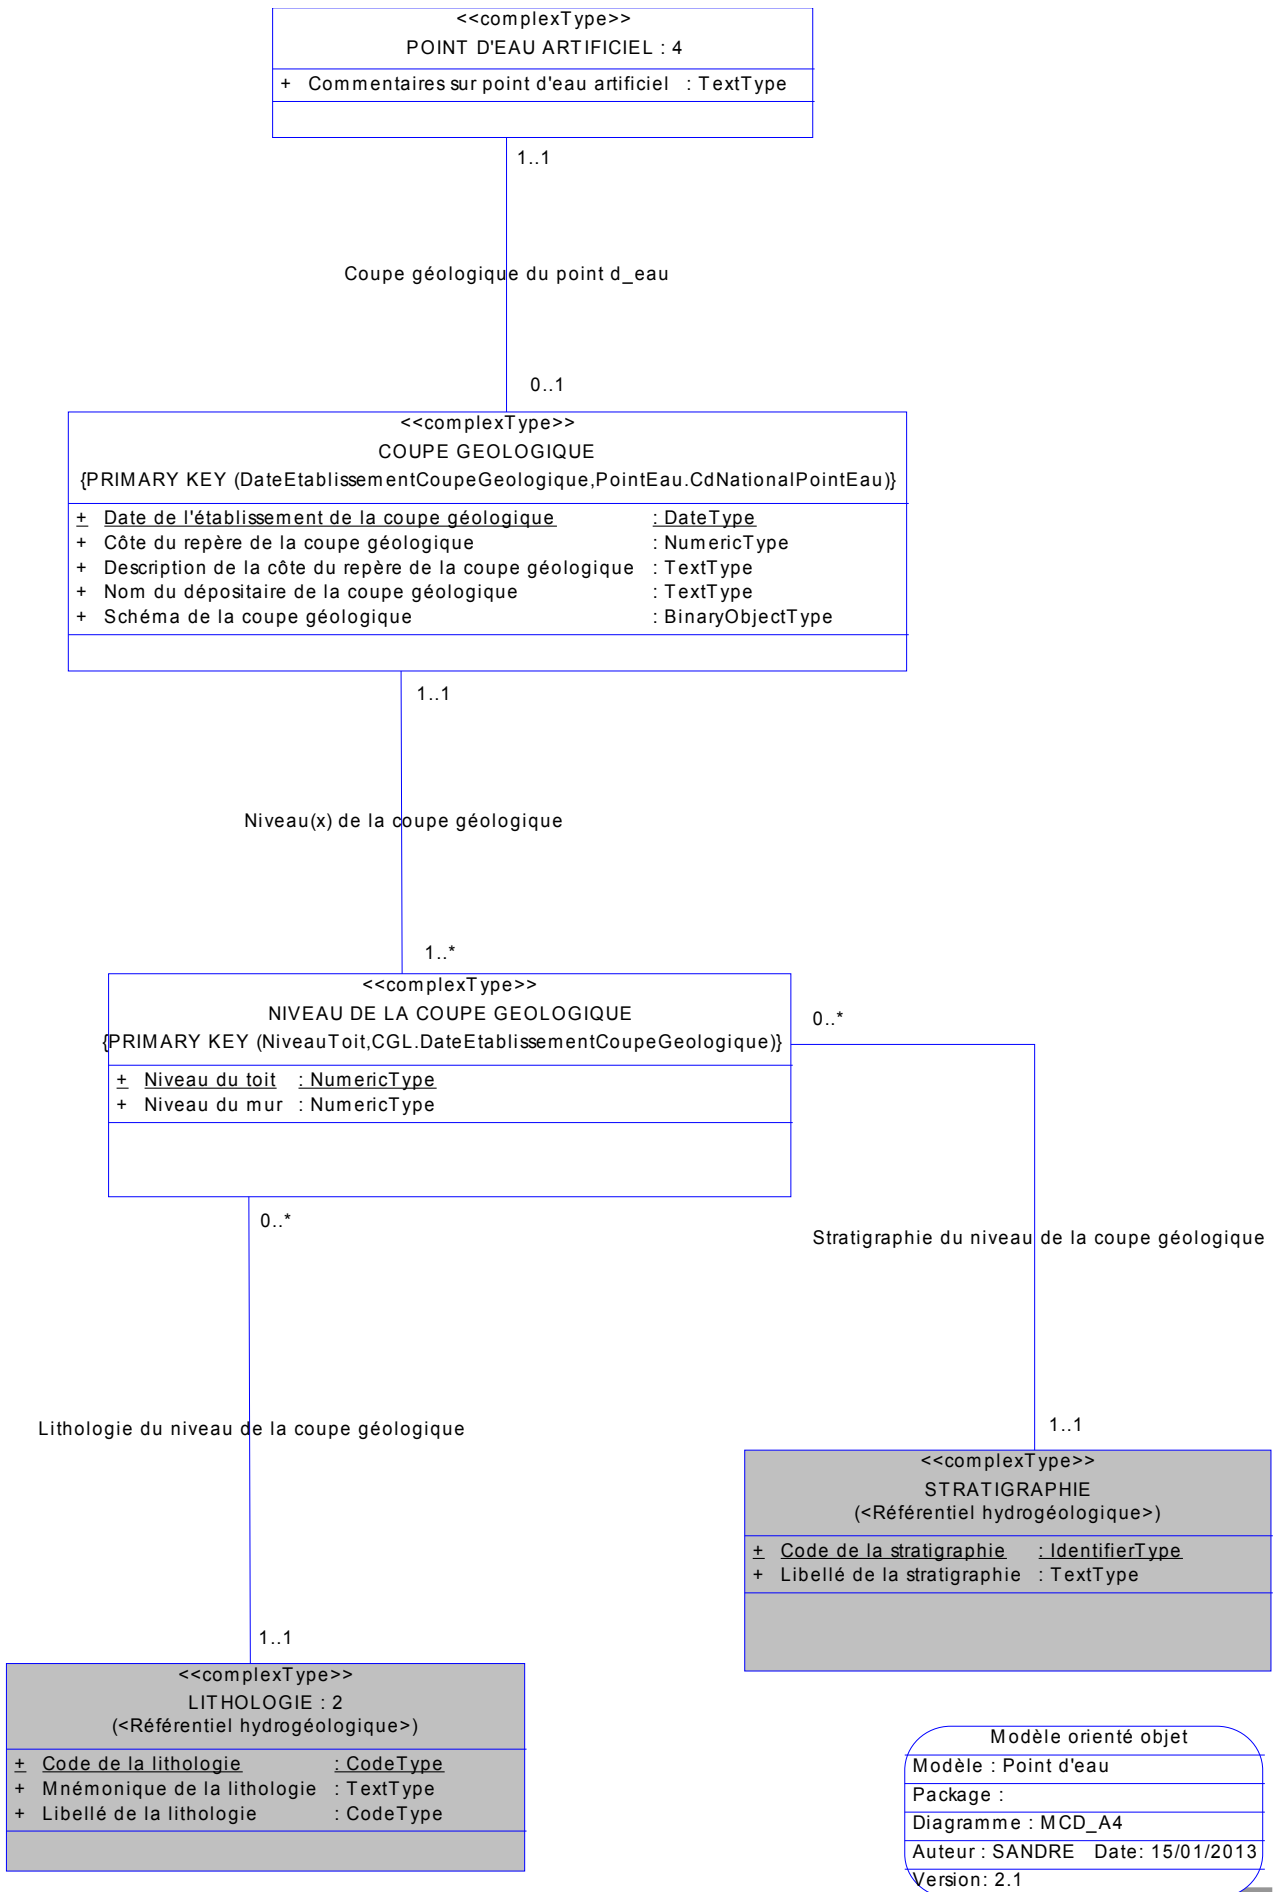 <<complexType>>
POINT D'EAU ARTIFICIEL : 4
+ Commentaires sur point d'eau artificiel : TextType
1..1
Coupe géologique du point d_eau
0..1
<<complexType>>
COUPE GEOLOGIQUE
{PRIMARY KEY (DateEtablissementCoupeGeologique,PointEau.CdNationalPointEau)}
+ Date de l'établissement de la coupe géologique : DateType
+ Côte du repère de la coupe géologique : NumericType
+ Description de la côte du repère de la coupe géologique : TextType
+ Nom du dépositaire de la coupe géologique : TextType
+ Schéma de la coupe géologique : BinaryObjectType
1..1
Niveau(x) de la coupe géologique
1..*
<<complexType>>
NIVEAU DE LA COUPE GEOLOGIQUE
{PRIMARY KEY (NiveauToit,CGL.DateEtablissementCoupeGeologique)}
+ Niveau du toit : NumericType
+ Niveau du mur : NumericType
0..*
0..*
Stratigraphie du niveau de la coupe géologique
Lithologie du niveau de la coupe géologique
1..1
<<complexType>>
STRATIGRAPHIE
(<Référentiel hydrogéologique>)
+ Code de la stratigraphie : IdentifierType
+ Libellé de la stratigraphie : TextType
1..1
<<complexType>>
LITHOLOGIE : 2
(<Référentiel hydrogéologique>)
+ Code de la lithologie : CodeType
+ Mnémonique de la lithologie : TextType
+ Libellé de la lithologie : CodeType
Modèle orienté objet
Modèle : Point d'eau
Package :
Diagramme : MCD_A4
Auteur : SANDRE Date: 15/01/2013
Version: 2.1